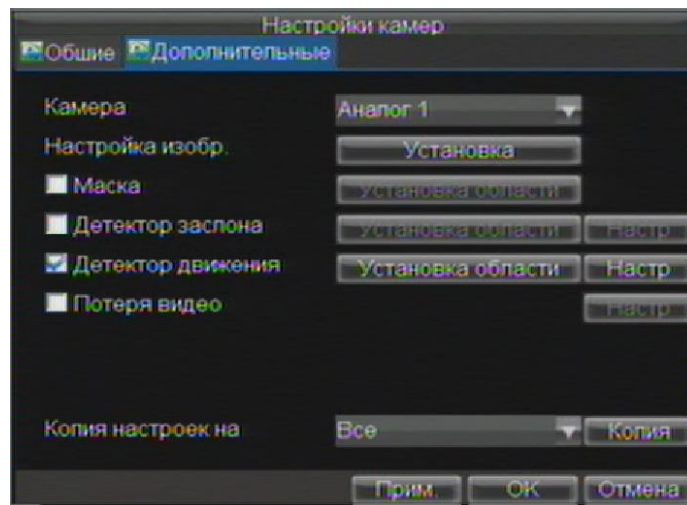 Настройки камер
Обшие Дополнительные
Камера Аналог 1
Настройка изобр. Установка
Маска Установка области
Детектор заслона Установка области Настр
Детектор движения Установка области Настр
Потеря видео Настр
Копия настроек на Все Копия
Прим. OK Отмена